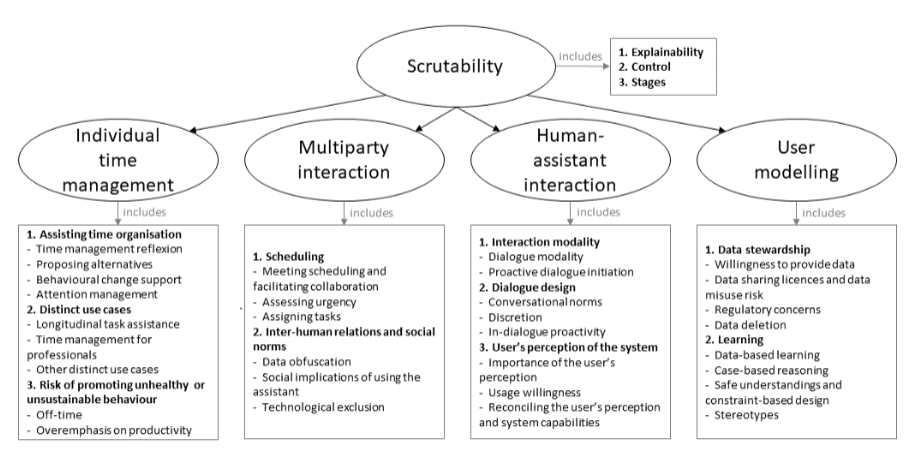 Scrutability
includes
1. Explainability
2. Control
3. Stages
Individual
time
management
includes
1. Assisting time organisation
- Time management reflexion
- Proposing alternatives
- Behavioural change support
- Attention management
2. Distinct use cases
- Longitudinal task assistance
- Time management for
professionals
- Other distinct use cases
3. Risk of promoting unhealthy or
unsustainable behaviour
- Off-time
- Overemphasis on productivity
Multiparty
interaction
includes
1. Scheduling
- Meeting scheduling and
facilitating collaboration
- Assessing urgency
- Assigning tasks
2. Inter-human relations and social
norms
- Data obfuscation
- Social implications of using the
assistant
- Technological exclusion
Human-
assistant
interaction
includes
1. Interaction modality
- Dialogue modality
- Proactive dialogue initiation
2. Dialogue design
- Conversational norms
- Discretion
- In-dialogue proactivity
3. User's perception of the system
- Importance of the user's
perception
- Usage willingness
- Reconciling the user's perception
and system capabilities
User
modelling
includes
1. Data stewardship
- Willingness to provide data
- Data sharing licences and data
misuse risk
- Regulatory concerns
- Data deletion
2. Learning
- Data-based learning
- Case-based reasoning
- Safe understandings and
constraint-based design
- Stereotypes